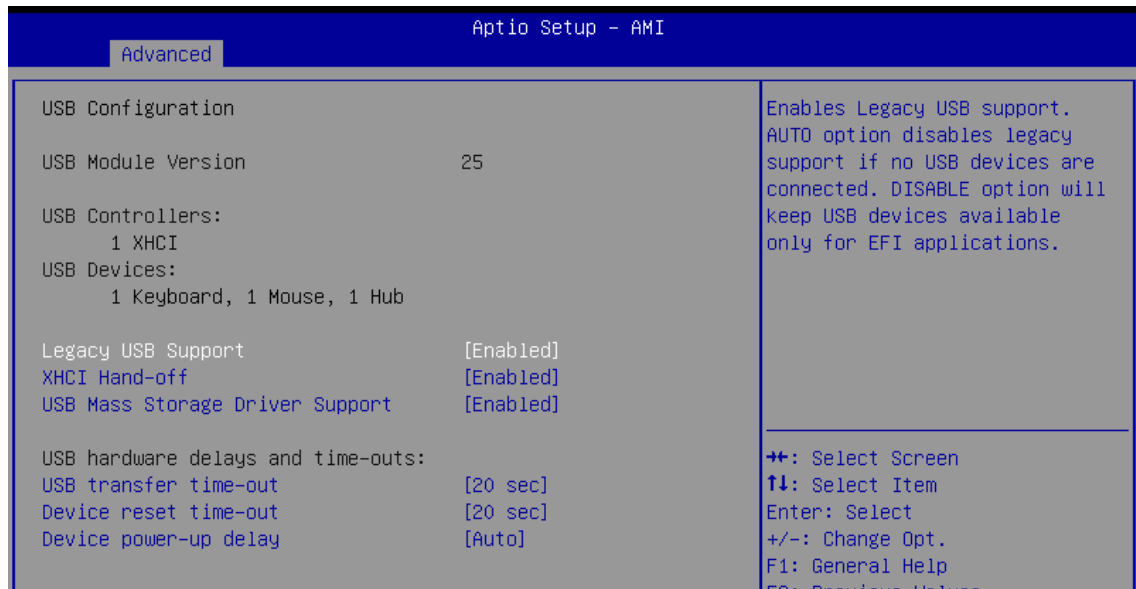 Aptio Setup – AMI
Advanced
USB Configuration
USB Module Version 25
USB Controllers:
1 XHCI
USB Devices:
1 Keyboard, 1 Mouse, 1 Hub
Legacy USB Support [Enabled]
XHCI Hand-off [Enabled]
USB Mass Storage Driver Support [Enabled]
USB hardware delays and time-outs:
USB transfer time-out [20 sec]
Device reset time-out [20 sec]
Device power-up delay [Auto]
Enables Legacy USB support.
AUTO option disables legacy
support if no USB devices are
connected. DISABLE option will
keep USB devices available
only for EFI applications.
→←: Select Screen
↑↓: Select Item
Enter: Select
+/-: Change Opt.
F1: General Help